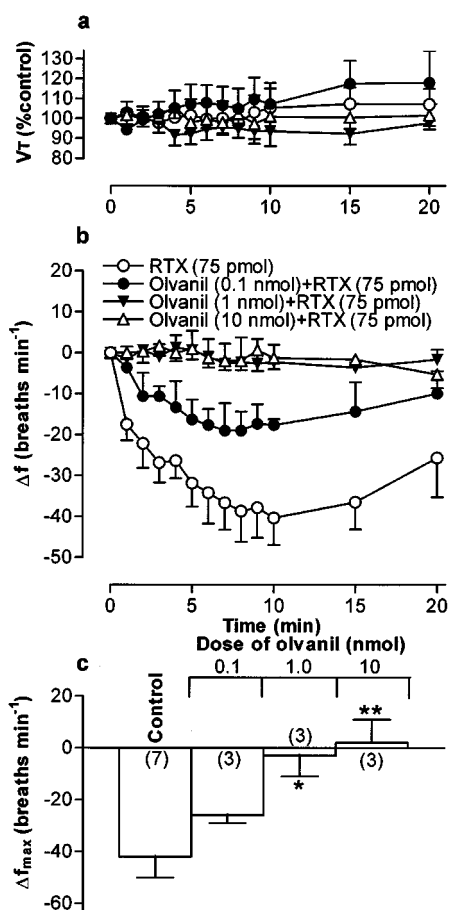 a
130
120
110
100
90
80
VT (%control)
0 5 10 15 20
b
20
10
0
-10
-20
-30
-40
-50
Δf (breaths min⁻¹)
RTX (75 pmol)
Olvanil (0.1 nmol)+RTX (75 pmol)
Olvanil (1 nmol)+RTX (75 pmol)
Olvanil (10 nmol)+RTX (75 pmol)
0 5 10 15 20
Time (min)
Dose of olvanil (nmol)
c
0.1 1.0 10
20
0
-20
-40
-60
Δfmax (breaths min⁻¹)
Control
**
(3)
(7) (3) (3)
*